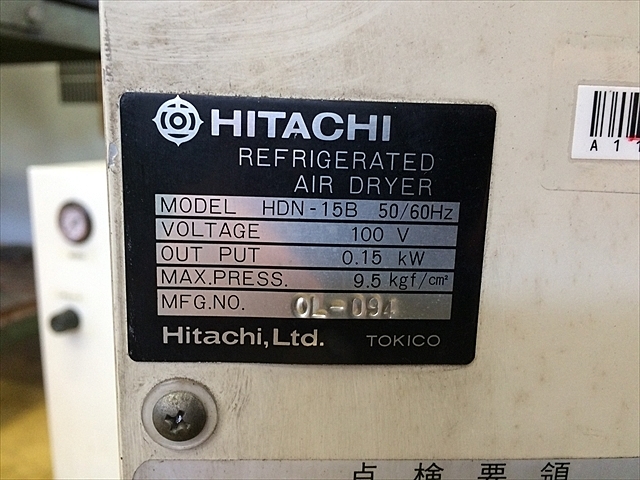 HITACHI
REFRIGERATED
AIR DRYER
MODEL HDN-15B 50/60Hz
VOLTAGE 100 V
OUT PUT 0.15 kW
MAX.PRESS. 9.5 kgf/cm²
MFG.NO. OL-094
Hitachi,Ltd. TOKICO
点検要領